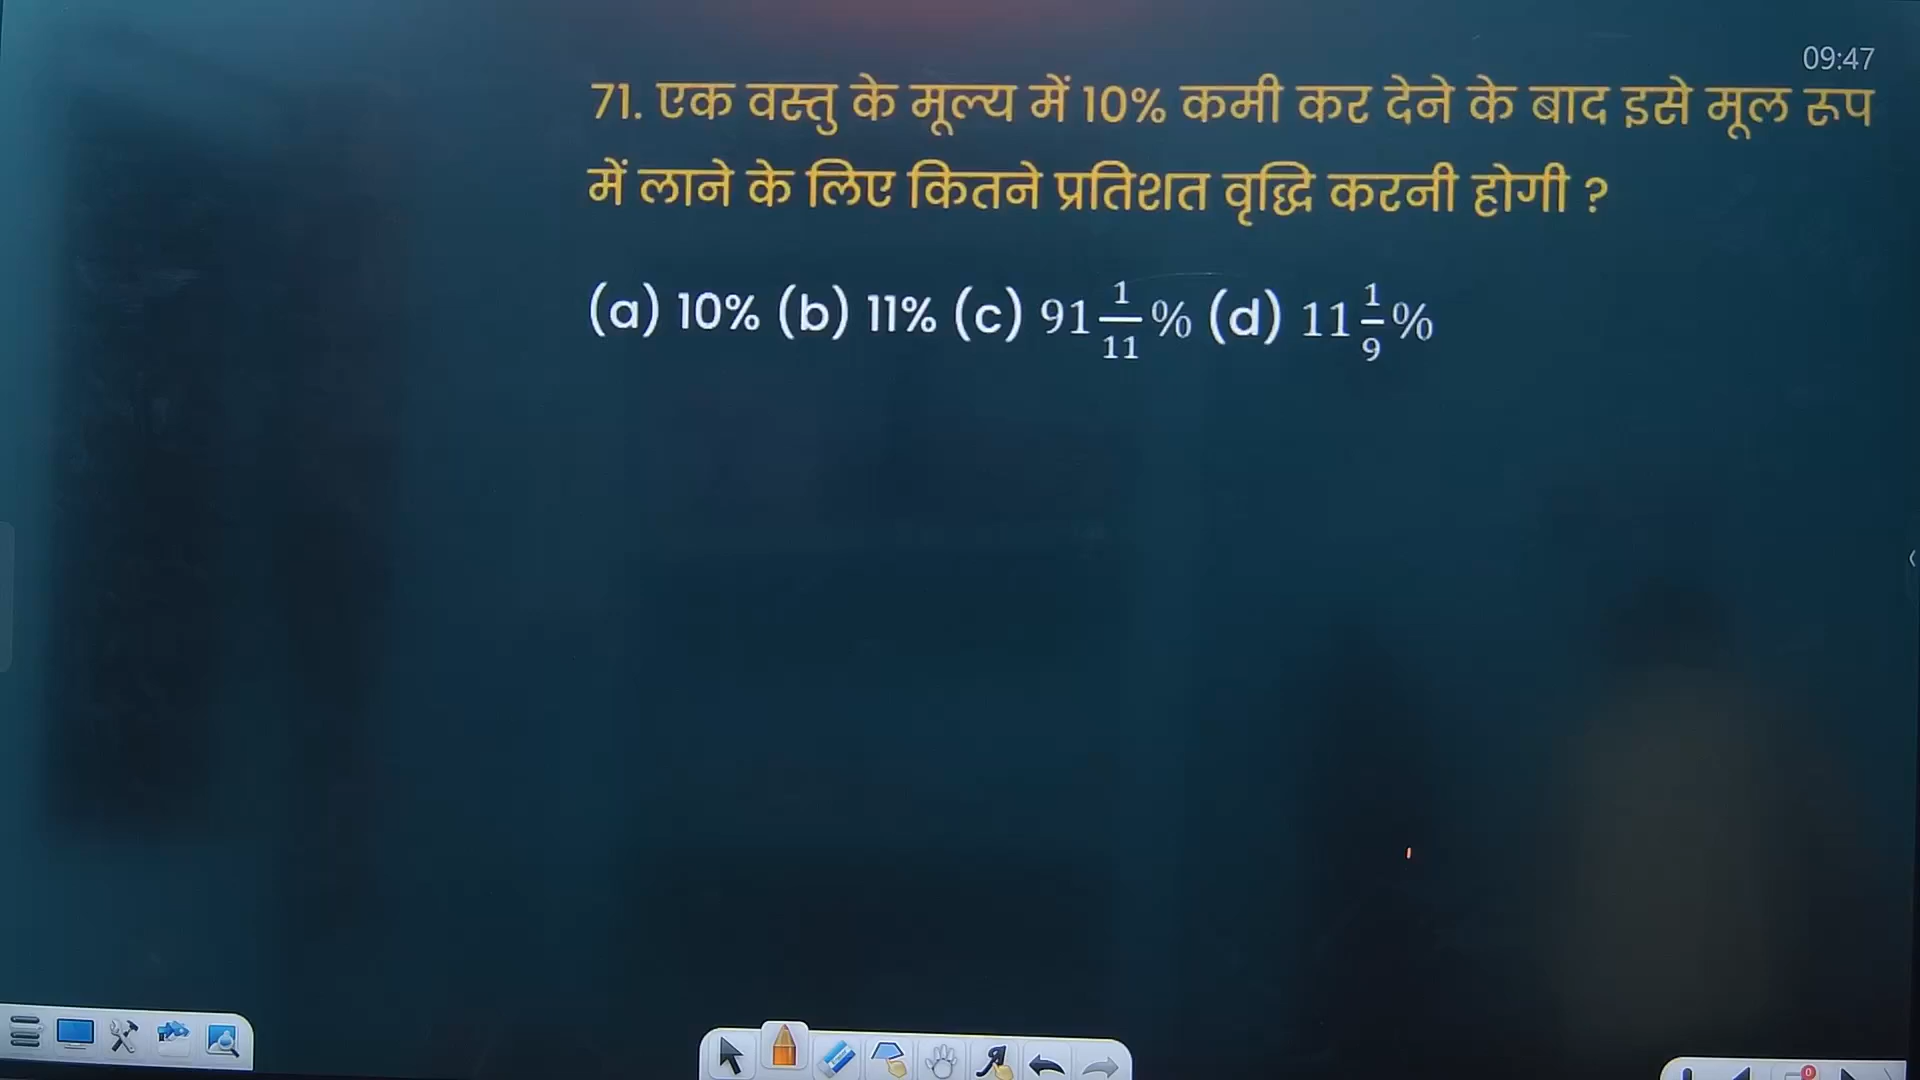 09:47
71. एक वस्तु के मूल्य में 10% कमी कर देने के बाद इसे मूल रूप
में लाने के लिए कितने प्रतिशत वृद्धि करनी होगी ?
(a) 10% (b) 11% (c) 91 1/11 % (d) 11 1/9 %
0